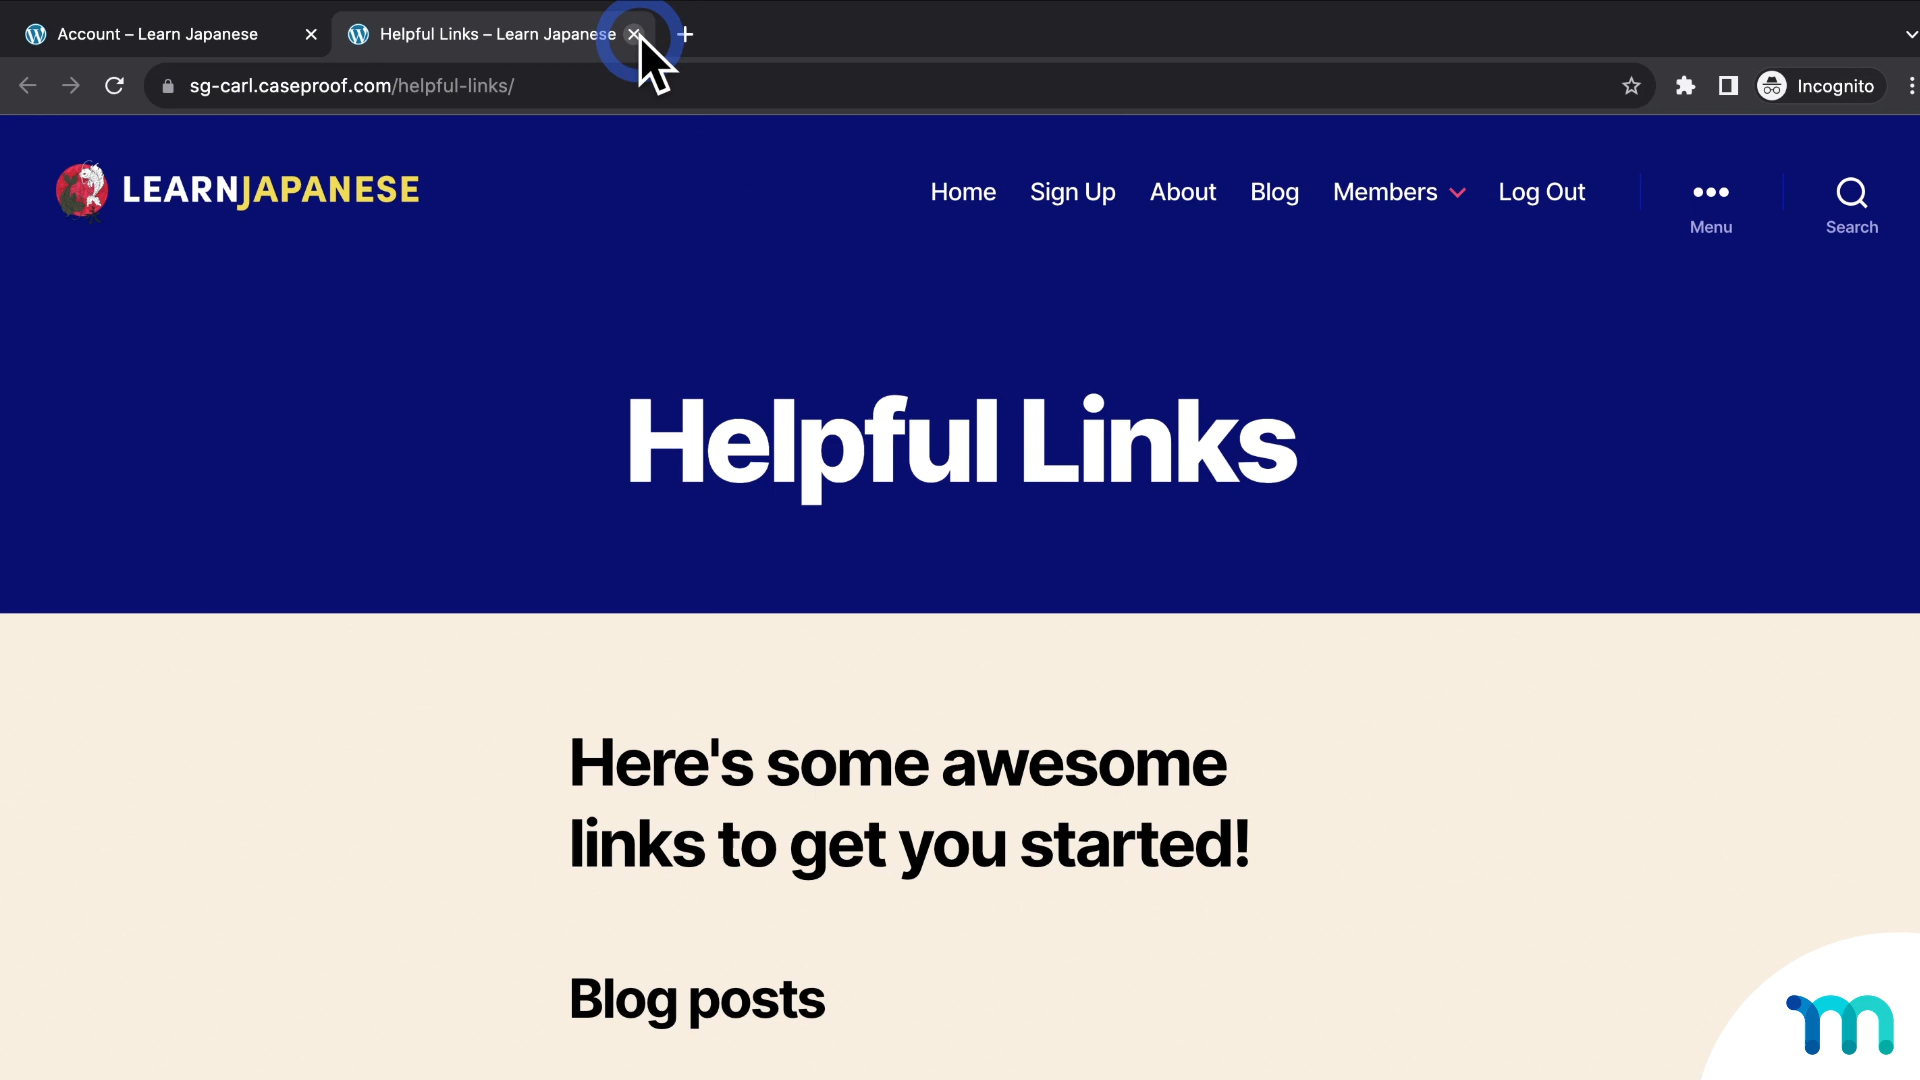 Account – Learn Japanese
Helpful Links – Learn Japanese
sg-carl.caseproof.com/helpful-links/
Incognito
LEARNJAPANESE
Home Sign Up About Blog Members Log Out
Menu
Search
Helpful Links
Here's some awesome
links to get you started!
Blog posts